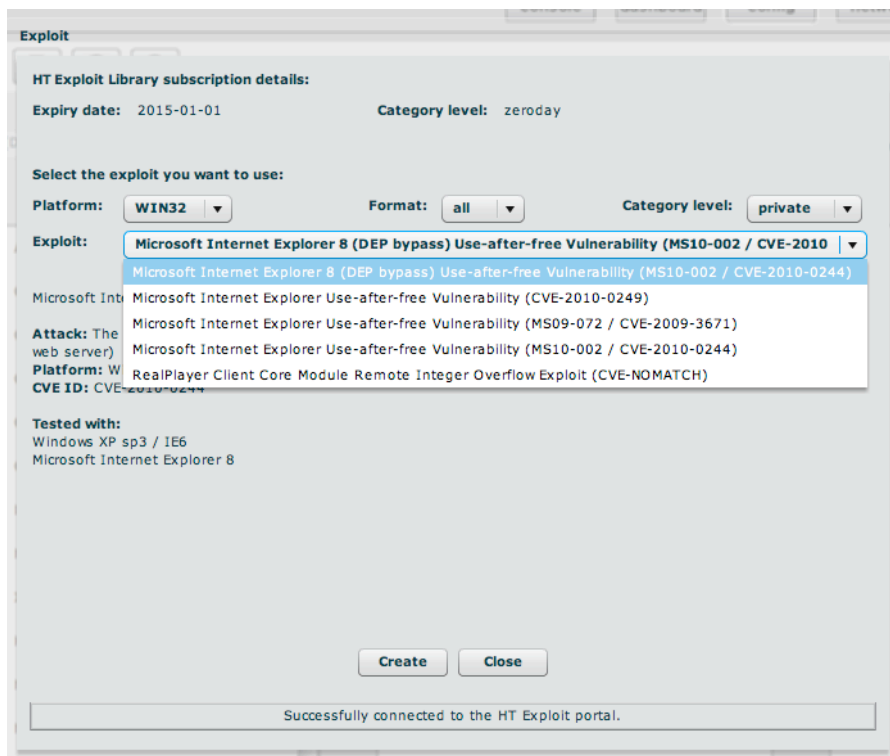 console dashboard config
Exploit
HT Exploit Library subscription details:
Expiry date: 2015-01-01 Category level: zeroday
Select the exploit you want to use:
Platform: WIN32 Format: all Category level: private
Exploit: Microsoft Internet Explorer 8 (DEP bypass) Use-after-free Vulnerability (MS10-002 / CVE-2010
Microsoft Internet Explorer 8 (DEP bypass) Use-after-free Vulnerability (MS10-002 / CVE-2010-0244)
Microsoft Int
Microsoft Internet Explorer Use-after-free Vulnerability (CVE-2010-0249)
Microsoft Internet Explorer Use-after-free Vulnerability (MS09-072 / CVE-2009-3671)
Attack: The
web server)
Microsoft Internet Explorer Use-after-free Vulnerability (MS10-002 / CVE-2010-0244)
Platform: W
RealPlayer Client Core Module Remote Integer Overflow Exploit (CVE-NOMATCH)
CVE ID: CVE-2010-0244
Tested with:
Windows XP sp3 / IE6
Microsoft Internet Explorer 8
Create Close
Successfully connected to the HT Exploit portal.